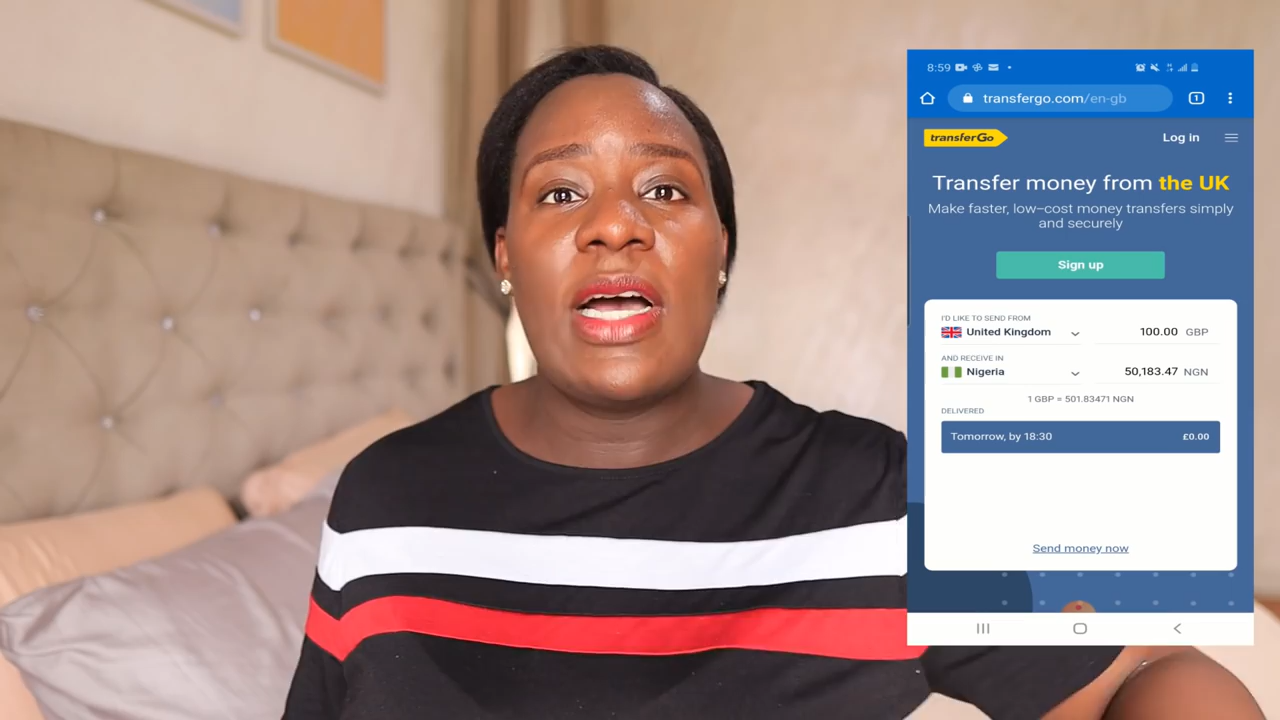 8:59
transfergo.com/en-gb
1
transferGo
Log in
Transfer money from the UK
Make faster, low-cost money transfers simply
and securely
Sign up
I'D LIKE TO SEND FROM
United Kingdom
100.00 GBP
AND RECEIVE IN
Nigeria
50,183.47 NGN
1 GBP = 501.83471 NGN
DELIVERED
Tomorrow, by 18:30
£0.00
Send money now